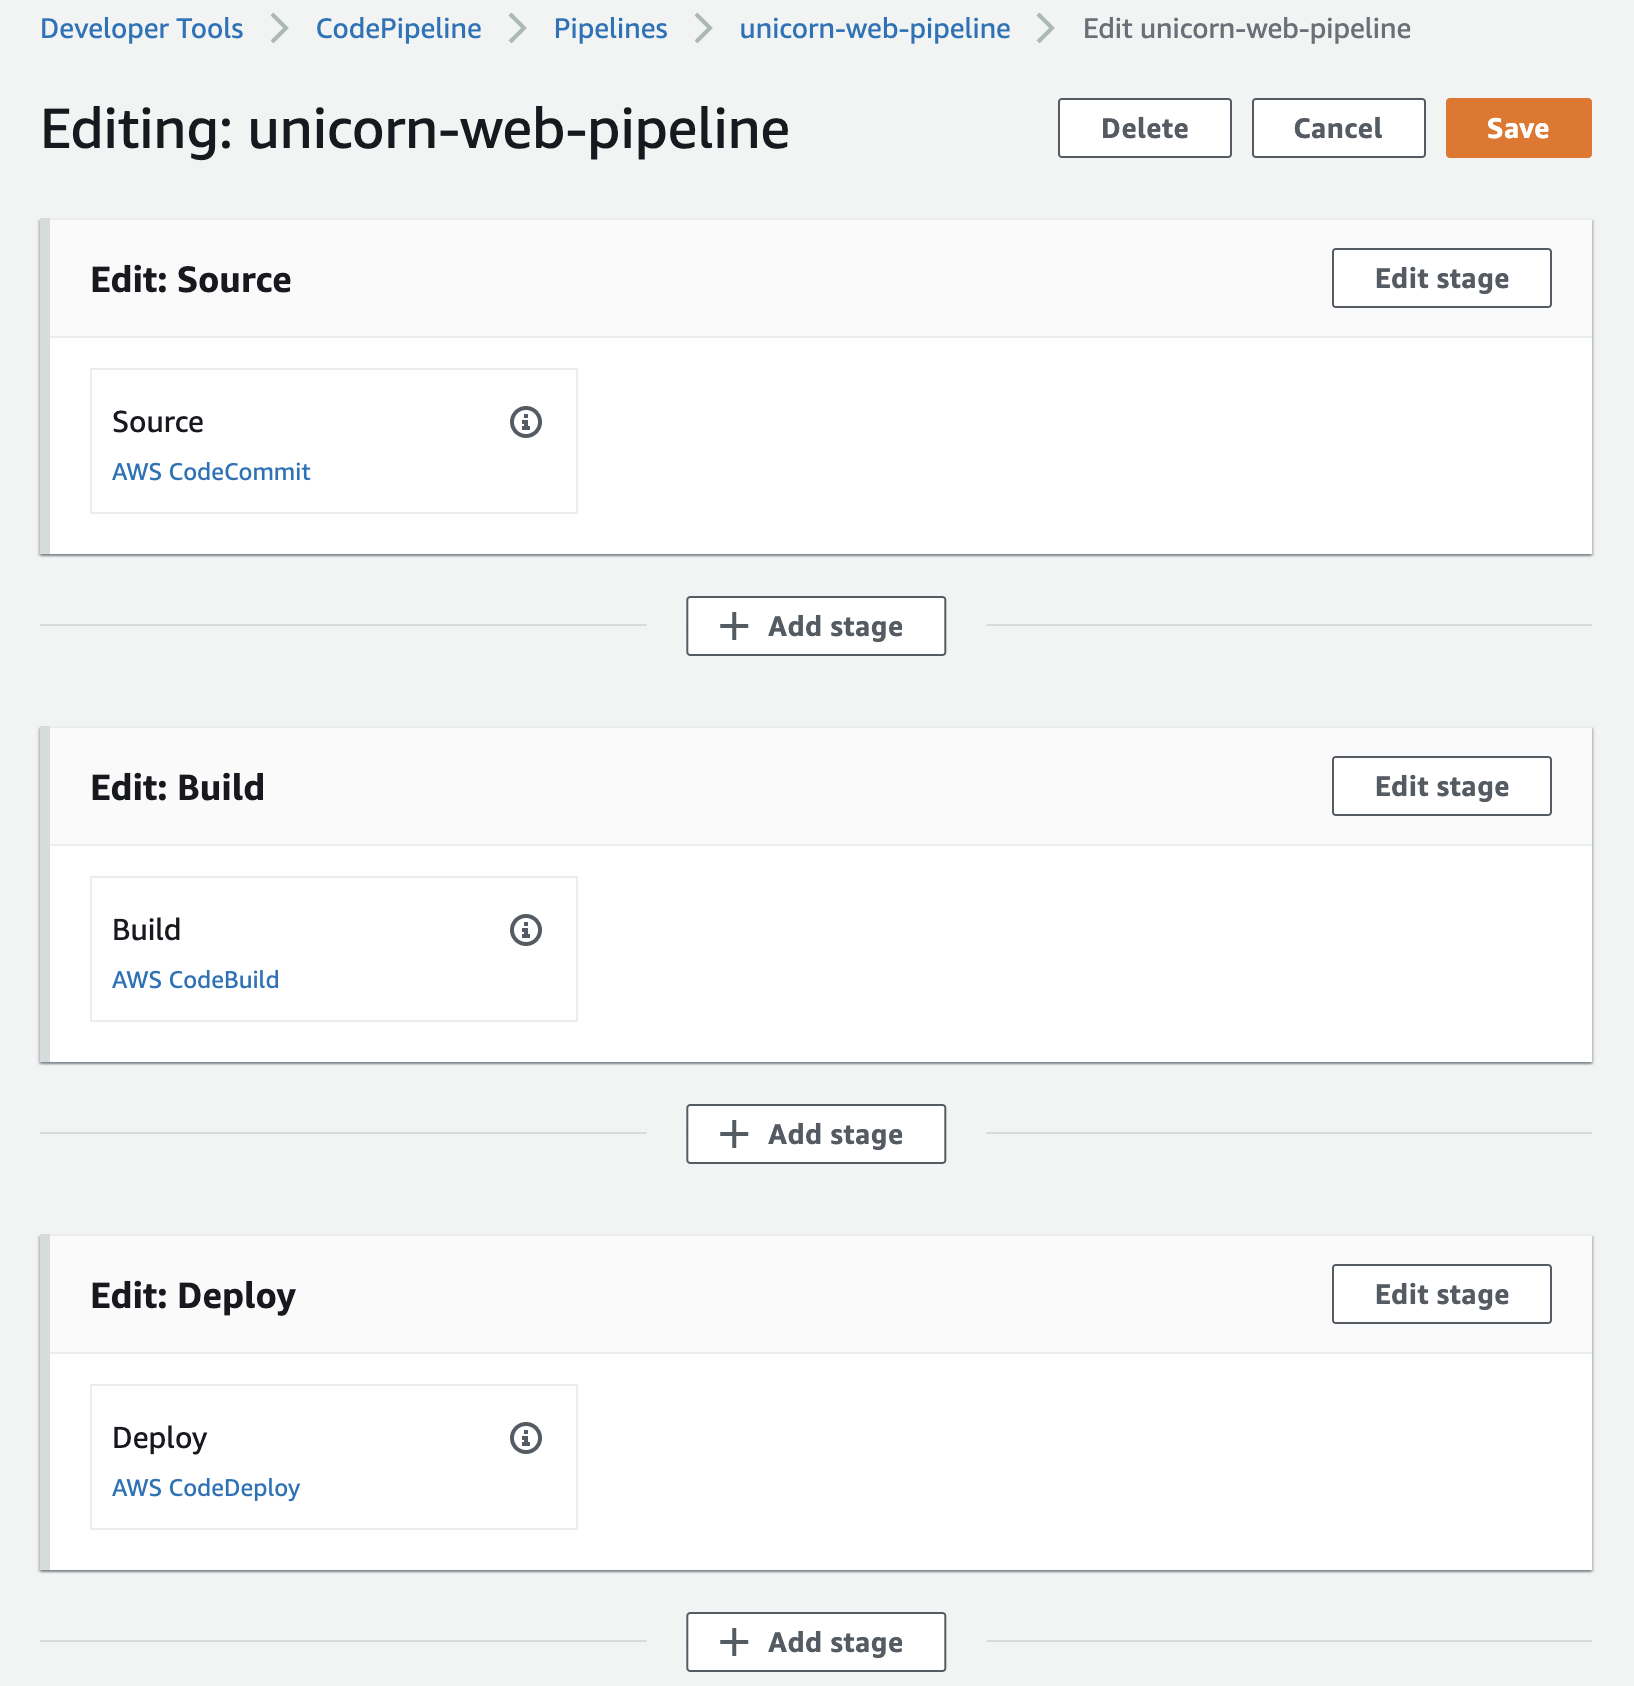 Developer Tools > CodePipeline > Pipelines > unicorn-web-pipeline > Edit unicorn-web-pipeline
Editing: unicorn-web-pipeline
Delete
Cancel
Save
Edit: Source
Edit stage
Source
AWS CodeCommit
+ Add stage
Edit: Build
Edit stage
Build
AWS CodeBuild
+ Add stage
Edit: Deploy
Edit stage
Deploy
AWS CodeDeploy
+ Add stage